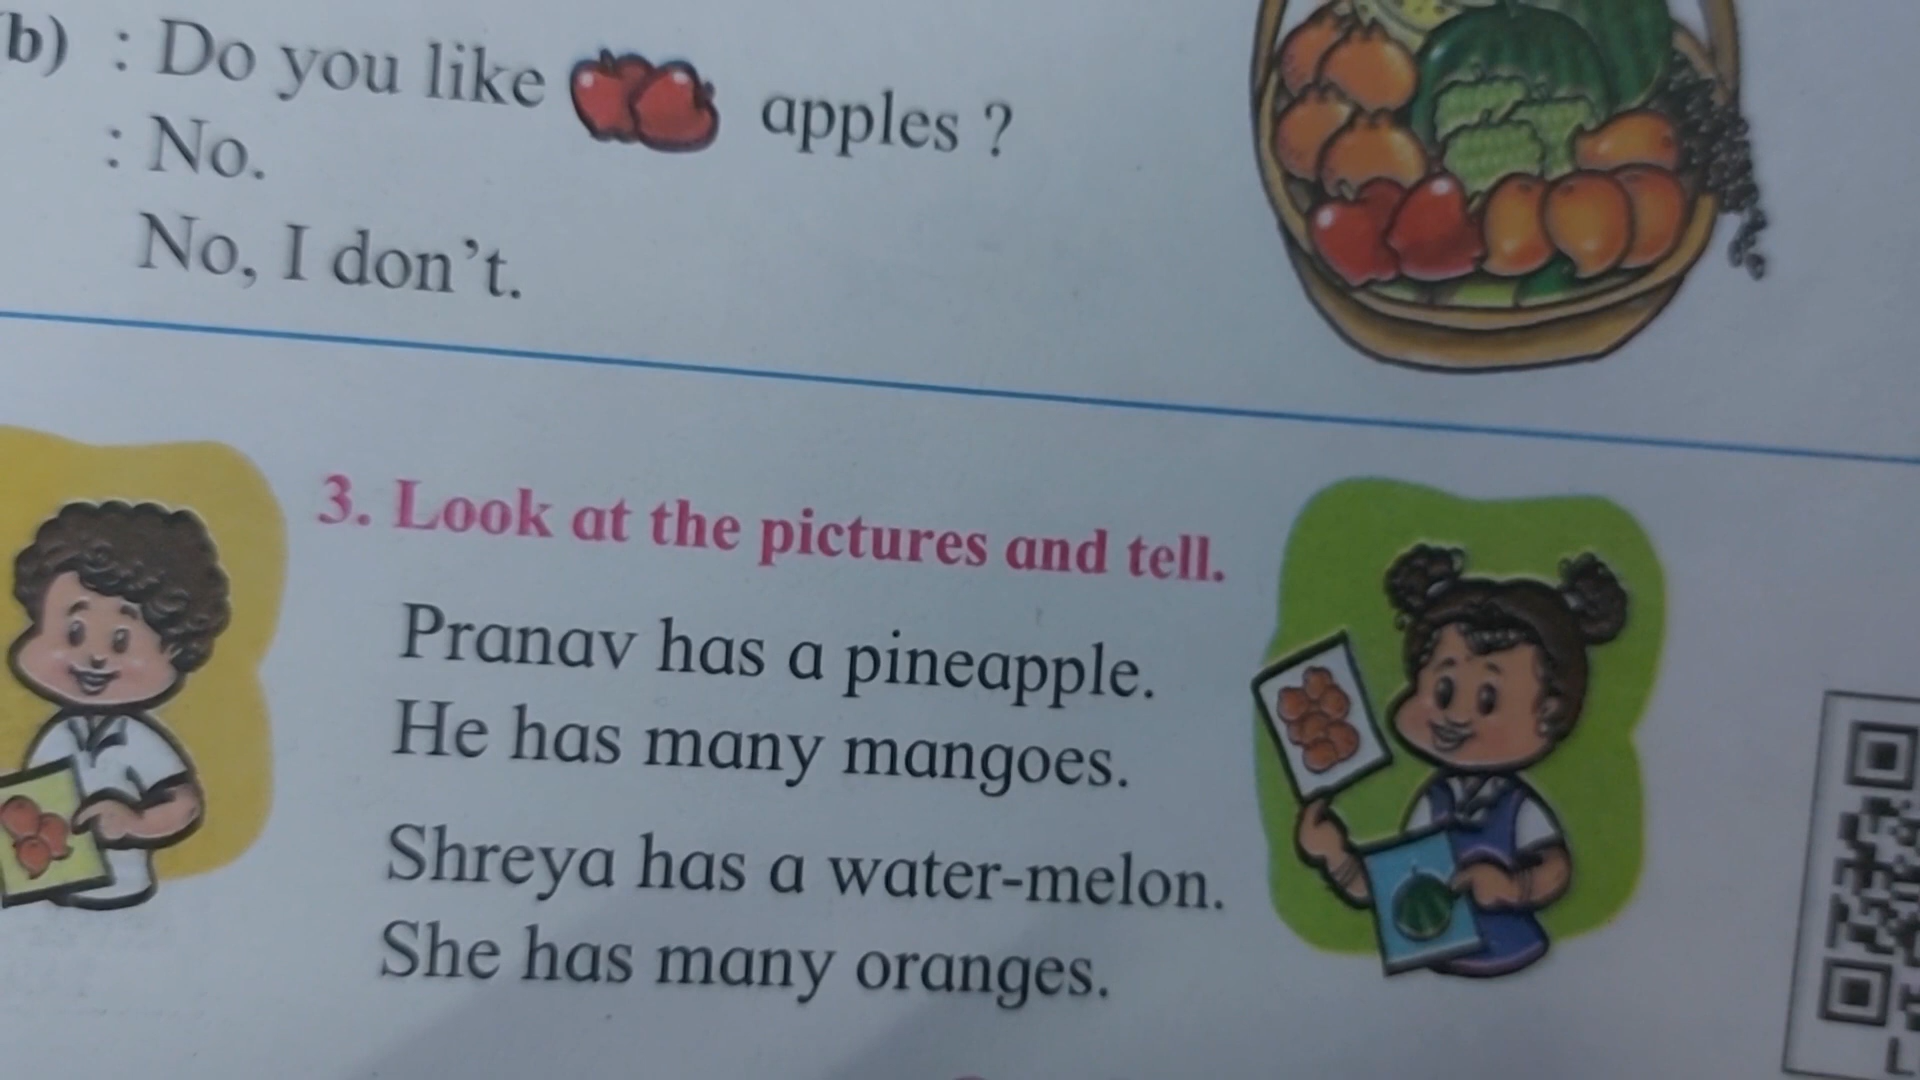 b) : Do you like apples ?
: No.
No, I don’t.
3. Look at the pictures and tell.
Pranav has a pineapple.
He has many mangoes.
Shreya has a water-melon.
She has many oranges.